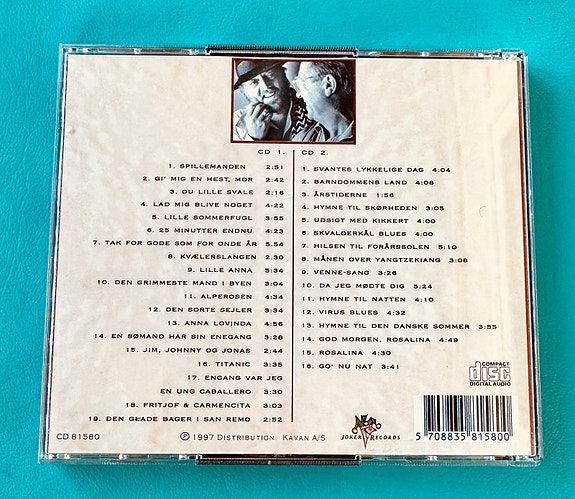 CD 1.
1. SPILLEMANDEN 2:51
2. GI' MIG EN HEST, MOR 2:42
3. DU LILLE SVALE 2:16
4. LAD MIG BLIVE NOGET 4:22
5. LILLE SOMMERFUGL 3:55
6. 25 MINUTTER ENDNU 4:23
7. TAK FOR GODE SOM FOR ONDE ÅR 5.54
8. KVÆLERSLANGEN 2.30
9. LILLE ANNA 5:34
10. DEN GRIMMESTE MAND I BYEN 3:04
11. ALPEROSEN 4:34
12. DEN SORTE SEJLER 3:34
13. ANNA LOVINDA 4:56
14. EN SØMAND HAR SIN ENEGANG 3:28
15. JIM, JOHNNY OG JONAS 2:44
16. TITANIC 3:35
17. ENGANG VAR JEG
EN UNG CABALLERO 3:30
18. FRITJOF & CARMENCITA 3:03
19. DEN GLADE BAGER I SAN REMO 2:52
CD 2.
1. SVANTES LYKKELIGE DAG 4:04
2. BARNDOMMENS LAND 4:08
3. ÅRSTIDERNE 1:56
4. HYMNE TIL SKØRHEDEN 3:05
5. UDSIGT MED KIKKERT 4:00
6. SKVALDERKÅL BLUES 4:00
7. HILSEN TIL FORÅRSSOLEN 5:10
8. MÅNEN OVER YANGTZEKIANG 3:08
9. VENNE-SANG 3:26
10. DA JEG MØDTE DIG 5:24
11. HYMNE TIL NATTEN 4:10
12. VIRUS BLUES 4:32
13. HYMNE TIL DEN DANSKE SOMMER 3:55
14. GOD MORGEN, ROSALINA 4:49
15. ROSALINA 4:30
16. GO' NU NAT 3:41
COMPACT
disc
DIGITAL AUDIO
CD 81580
℗ 1997 DISTRIBUTION: KAVAN A/S
JOKER RECORDS
5 708835 815800